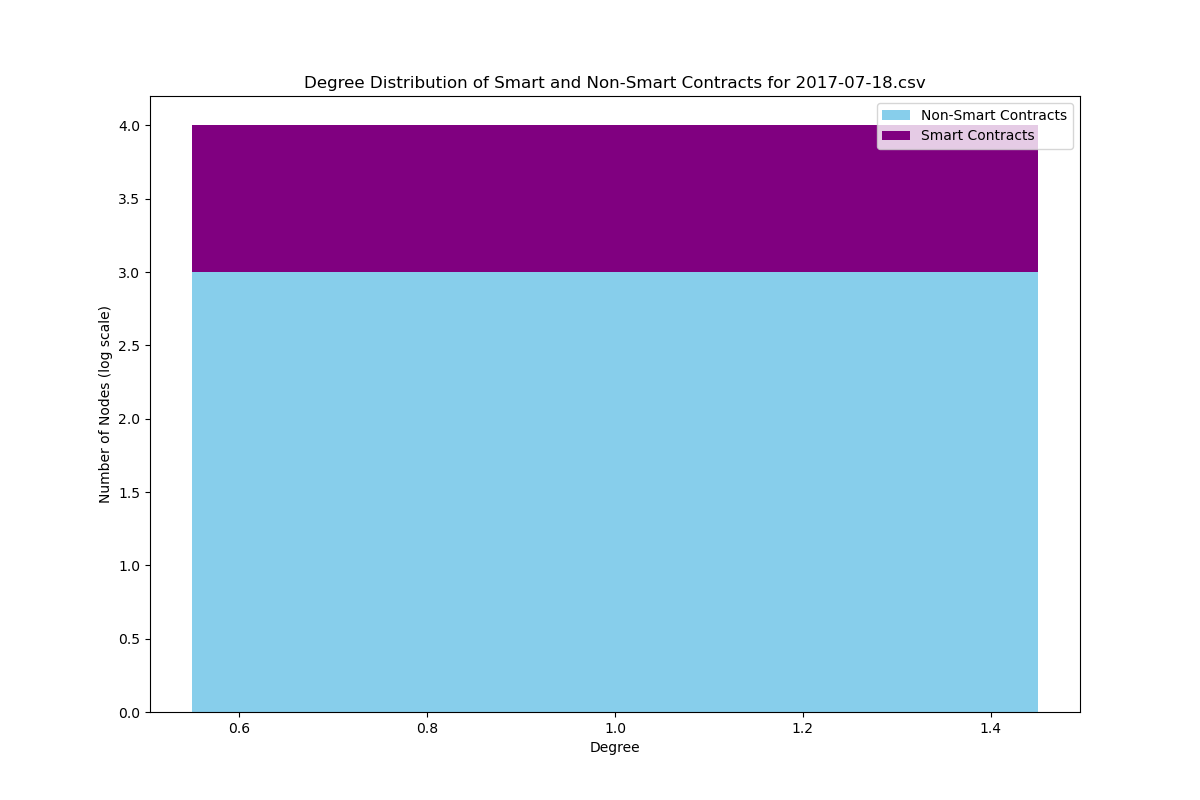 Degree Distribution of Smart and Non-Smart Contracts for 2017-07-18.csv
Non-Smart Contracts
Smart Contracts
4.0
3.5
3.0
2.5
2.0
1.5
1.0
0.5
0.0
Number of Nodes (log scale)
0.6 0.8 1.0 1.2 1.4
Degree